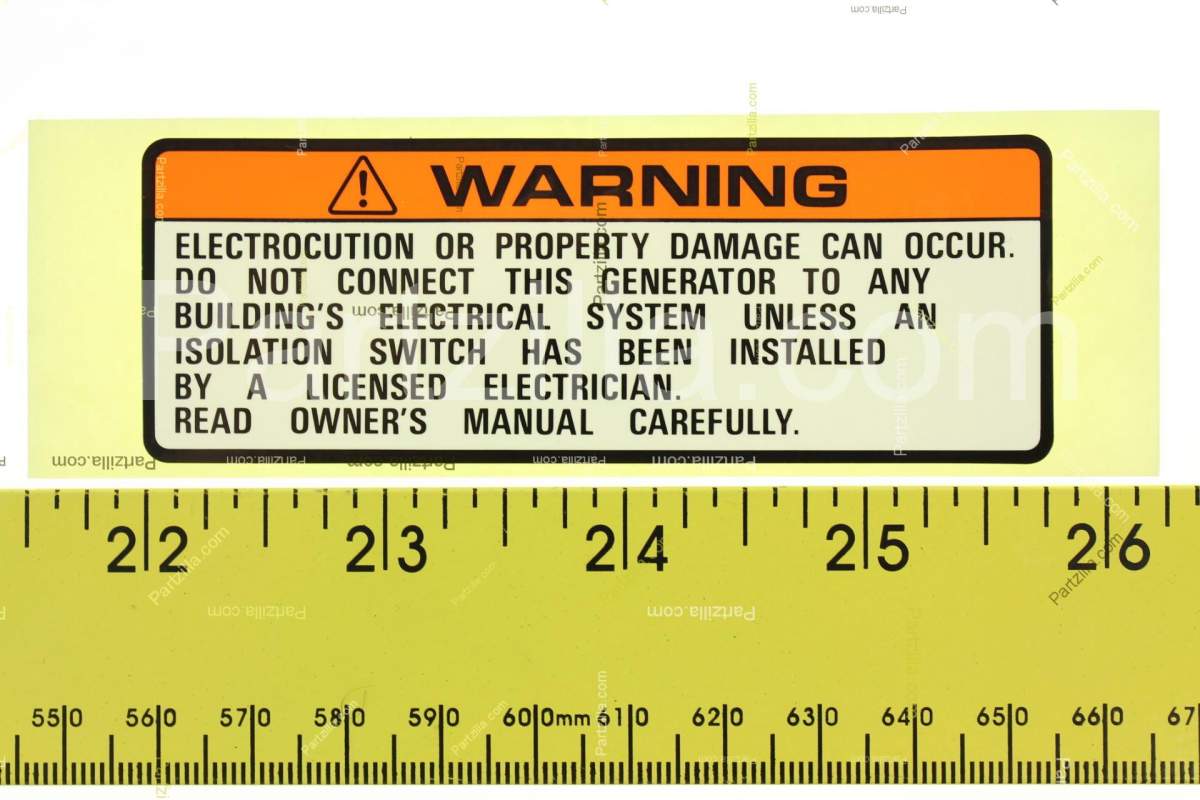 WARNING
ELECTROCUTION OR PROPERTY DAMAGE CAN OCCUR.
DO NOT CONNECT THIS GENERATOR TO ANY
BUILDING'S ELECTRICAL SYSTEM UNLESS AN
ISOLATION SWITCH HAS BEEN INSTALLED
BY A LICENSED ELECTRICIAN.
READ OWNER'S MANUAL CAREFULLY.
Partzilla.com
22 23 24 25 26
550 560 570 580 590 600mm 610 620 630 640 650 660 67